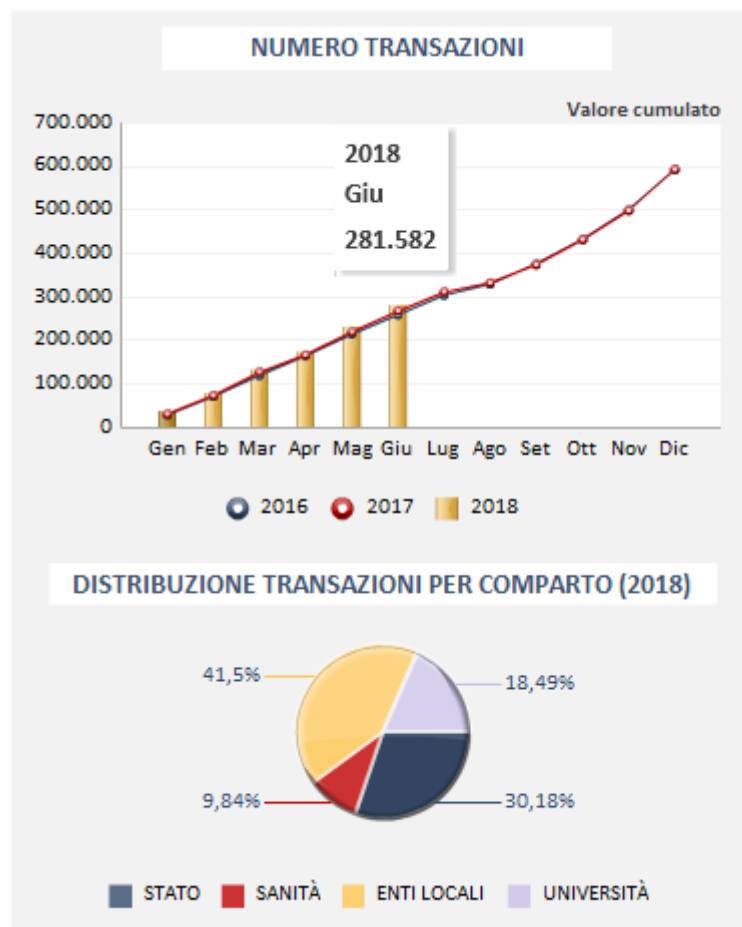 NUMERO TRANSAZIONI
Valore cumulato
700.000
600.000
500.000
400.000
300.000
200.000
100.000
0
2018
Giu
281.582
Gen Feb Mar Apr Mag Giu Lug Ago Set Ott Nov Dic
2016 2017 2018
DISTRIBUZIONE TRANSAZIONI PER COMPARTO (2018)
41,5%
18,49%
9,84%
30,18%
STATO SANITÀ ENTI LOCALI UNIVERSITÀ